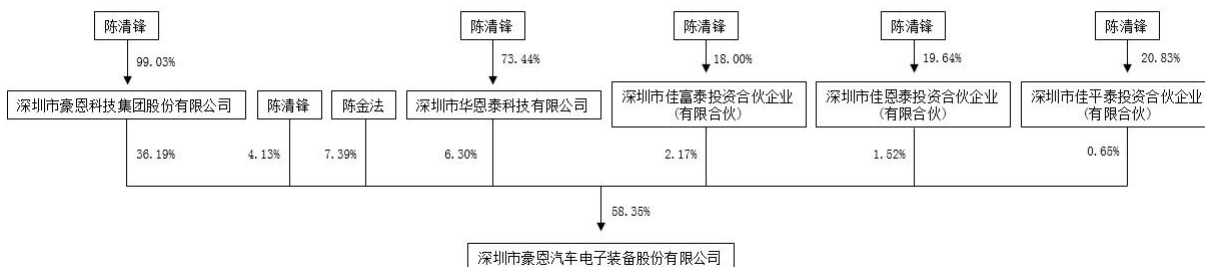 陈清锋
陈清锋
陈清锋
陈清锋
陈清锋
99.03%
73.44%
18.00%
19.64%
20.83%
深圳市豪恩科技集团股份有限公司
陈清锋
陈金法
深圳市华恩泰科技有限公司
深圳市佳富泰投资合伙企业
(有限合伙)
深圳市佳恩泰投资合伙企业
(有限合伙)
深圳市佳平泰投资合伙企业
(有限合伙)
36.19%
4.13%
7.39%
6.30%
2.17%
1.52%
0.65%
58.35%
深圳市豪恩汽车电子装备股份有限公司